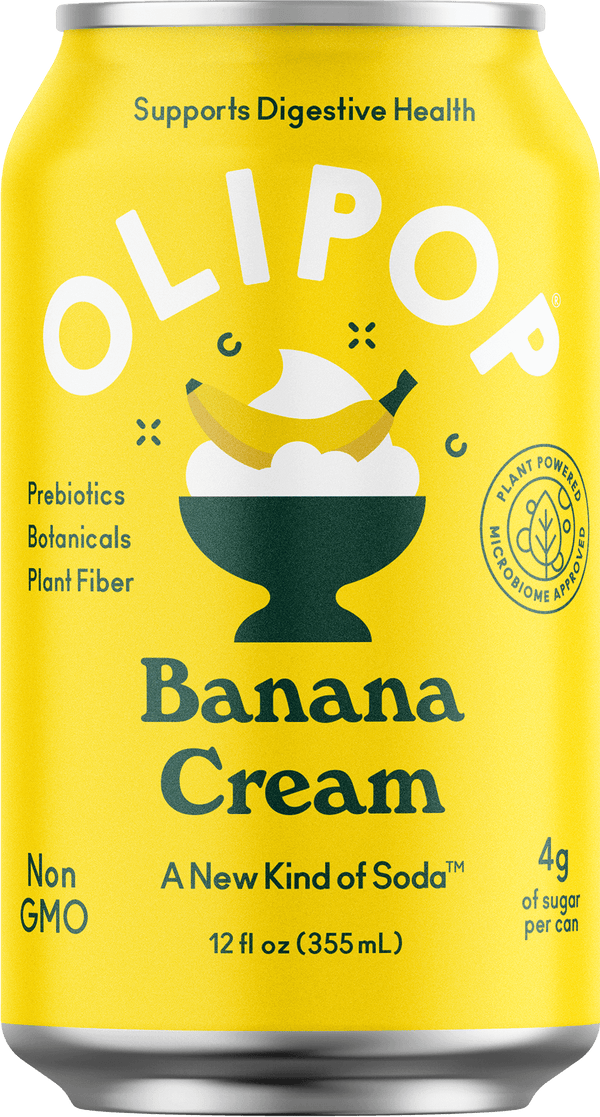 Supports Digestive Health
OLIPOP®
Prebiotics
Botanicals
Plant Fiber
PLANT POWERED
MICROBIOME APPROVED
Banana
Cream
A New Kind of Soda™
Non
GMO
4g
of sugar
per can
12 fl oz (355 mL)